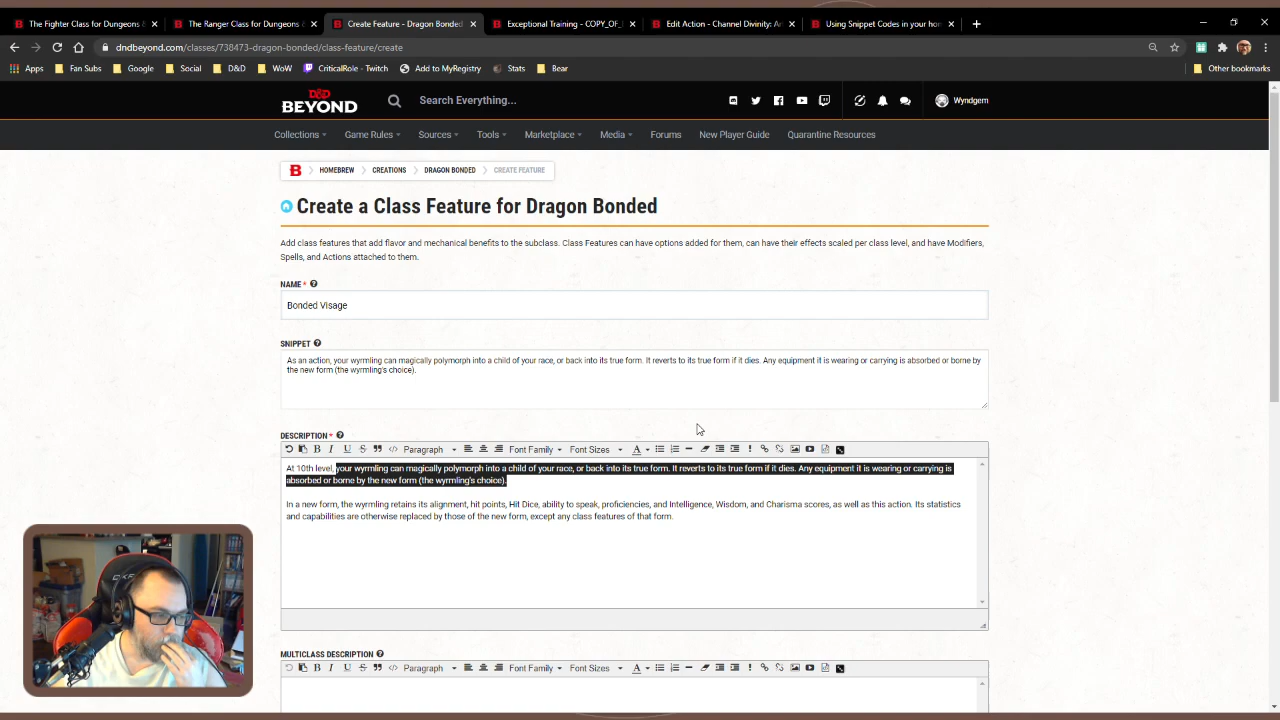 The Fighter Class for Dungeons &
The Ranger Class for Dungeons &
Create Feature - Dragon Bonded
Exceptional Training - COPY_OF_
Edit Action - Channel Divinity: An
Using Snippet Codes in your hom
dndbeyond.com/classes/738473-dragon-bonded/class-feature/create
Apps Fan Subs Google Social D&D WoW CriticalRole - Twitch Add to MyRegistry Stats Bear Other bookmarks
D&D
BEYOND
Search Everything...
Wyndgem
Collections Game Rules Sources Tools Marketplace Media Forums New Player Guide Quarantine Resources
B HOMEBREW CREATIONS DRAGON BONDED CREATE FEATURE
Create a Class Feature for Dragon Bonded
Add class features that add flavor and mechanical benefits to the subclass. Class Features can have options added for them, can have their effects scaled per class level, and have Modifiers,
Spells, and Actions attached to them.
NAME *
Bonded Visage
SNIPPET
As an action, your wyrmling can magically polymorph into a child of your race, or back into its true form. It reverts to its true form if it dies. Any equipment it is wearing or carrying is absorbed or borne by
the new form (the wyrmling's choice).
DESCRIPTION *
B I U S Paragraph Font Family Font Sizes A
At 10th level, your wyrmling can magically polymorph into a child of your race, or back into its true form. It reverts to its true form if it dies. Any equipment it is wearing or carrying is
absorbed or borne by the new form (the wyrmling's choice).
In a new form, the wyrmling retains its alignment, hit points, Hit Dice, ability to speak, proficiencies, and Intelligence, Wisdom, and Charisma scores, as well as this action. Its statistics
and capabilities are otherwise replaced by those of the new form, except any class features of that form.
MULTICLASS DESCRIPTION
B I U S Paragraph Font Family Font Sizes A